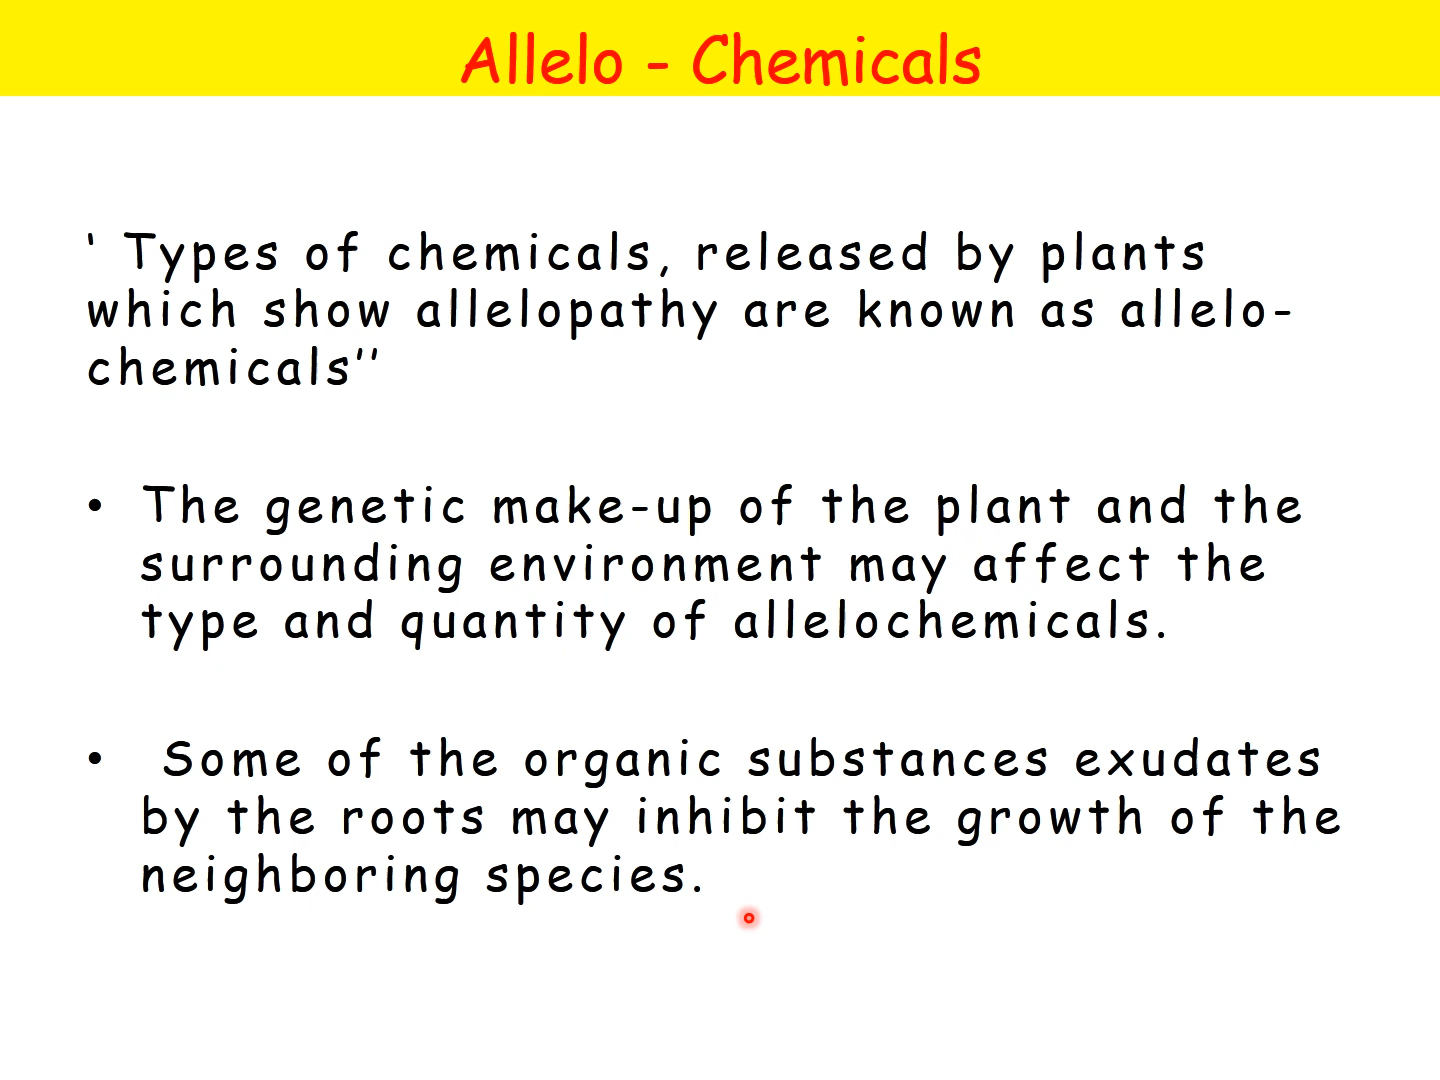 Allelo - Chemicals
‘ Types of chemicals, released by plants
which show allelopathy are known as allelo-
chemicals’’
• The genetic make-up of the plant and the
surrounding environment may affect the
type and quantity of allelochemicals.
• Some of the organic substances exudates
by the roots may inhibit the growth of the
neighboring species.